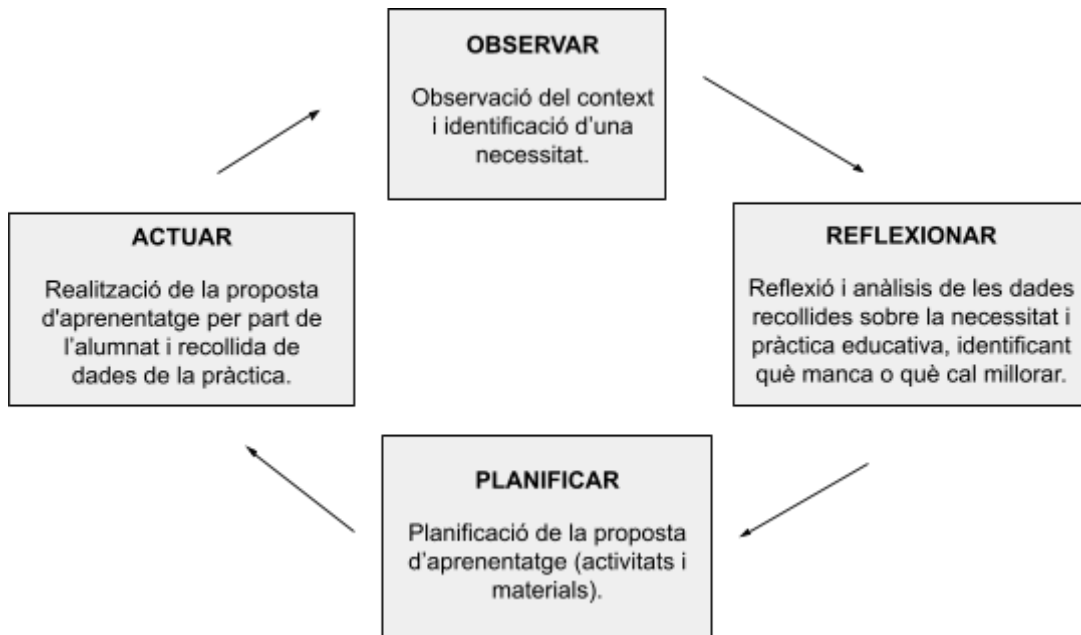 OBSERVAR
Observació del context
i identificació d'una
necessitat.
REFLEXIONAR
Reflexió i anàlisis de les dades
recollides sobre la necessitat i
pràctica educativa, identificant
què manca o què cal millorar.
PLANIFICAR
Planificació de la proposta
d'aprenentatge (activitats i
materials).
ACTUAR
Realització de la proposta
d'aprenentatge per part de
l'alumnat i recollida de
dades de la pràctica.